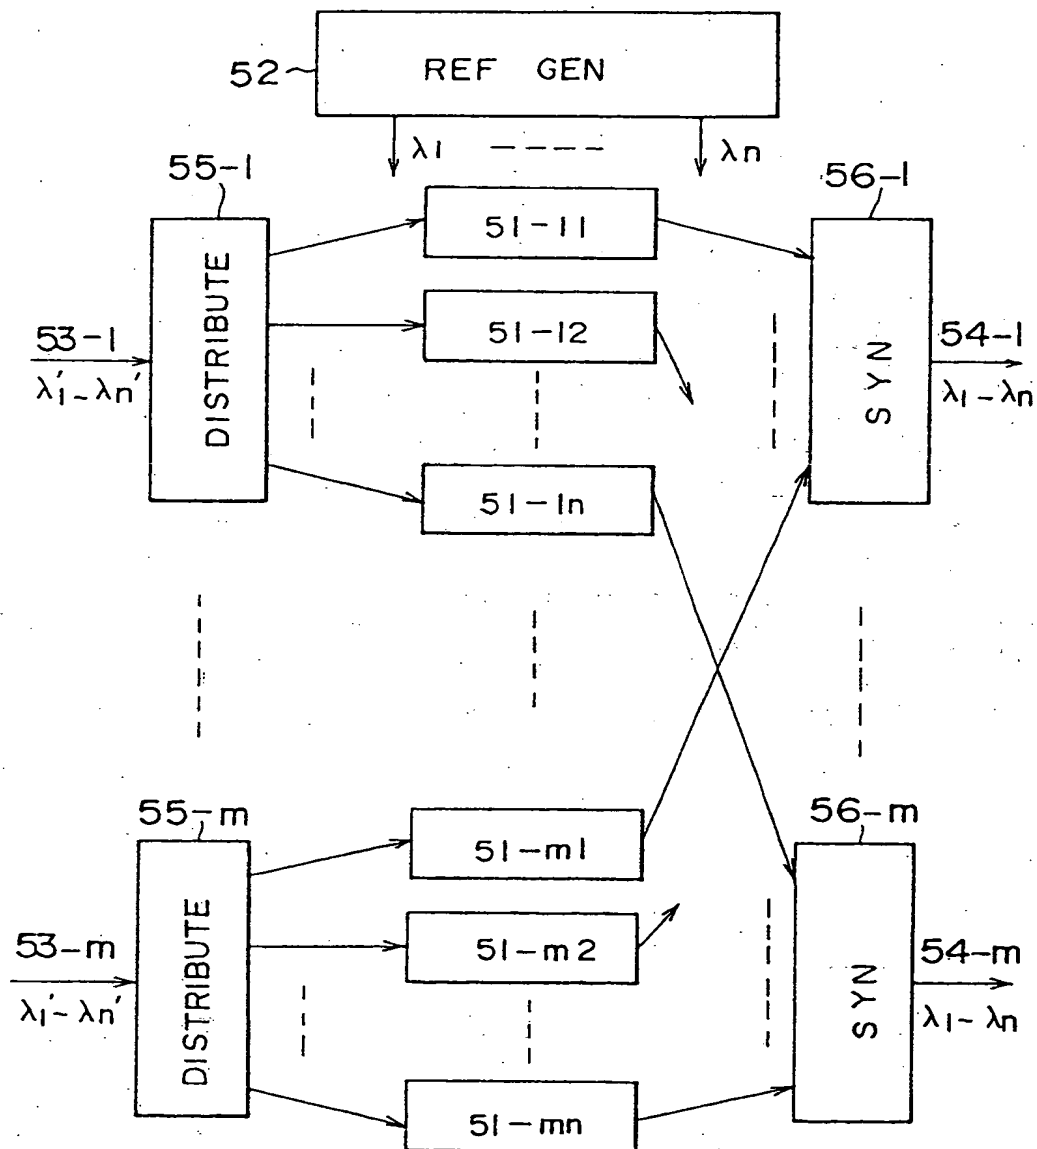 52
REF GEN
λ1
λn
55-1
56-1
DISTRIBUTE
51-11
SYN
53-1
λ1'~λn'
51-12
54-1
λ1~λn
51-1n
55-m
56-m
DISTRIBUTE
51-m1
SYN
53-m
λ1'~λn'
51-m2
54-m
λ1~λn
51-mn